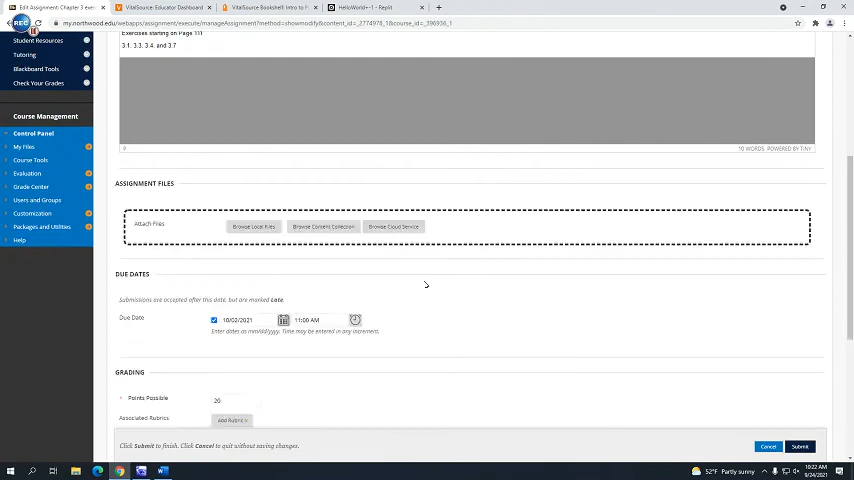 Edit Assignment: Chapter 3 exer
VitalSource: Educator Dashboard
VitalSource Bookshelf: Intro to P
HelloWorld+-1 - Replit
my.northwood.edu/webapps/assignment/execute/manageAssignment?method=showmodify&content_id=_2774978_1&course_id=_396936_1
REC
Student Resources
Tutoring
Blackboard Tools
Check Your Grades
Course Management
Control Panel
My Files
Course Tools
Evaluation
Grade Center
Users and Groups
Customization
Packages and Utilities
Help
Exercises starting on Page 111
3.1. 3.3. 3.4. and 3.7
P
10 WORDS POWERED BY TINY
ASSIGNMENT FILES
Attach Files
Browse Local Files
Browse Content Collection
Browse Cloud Service
DUE DATES
Submissions are accepted after this date, but are marked Late.
Due Date
10/02/2021
11:00 AM
Enter dates as mm/dd/yyyy. Time may be entered in any increment.
GRADING
* Points Possible
20
Associated Rubrics
Add Rubric
Click Submit to finish. Click Cancel to quit without saving changes.
Cancel
Submit
52°F Partly sunny
10:22 AM
9/24/2021